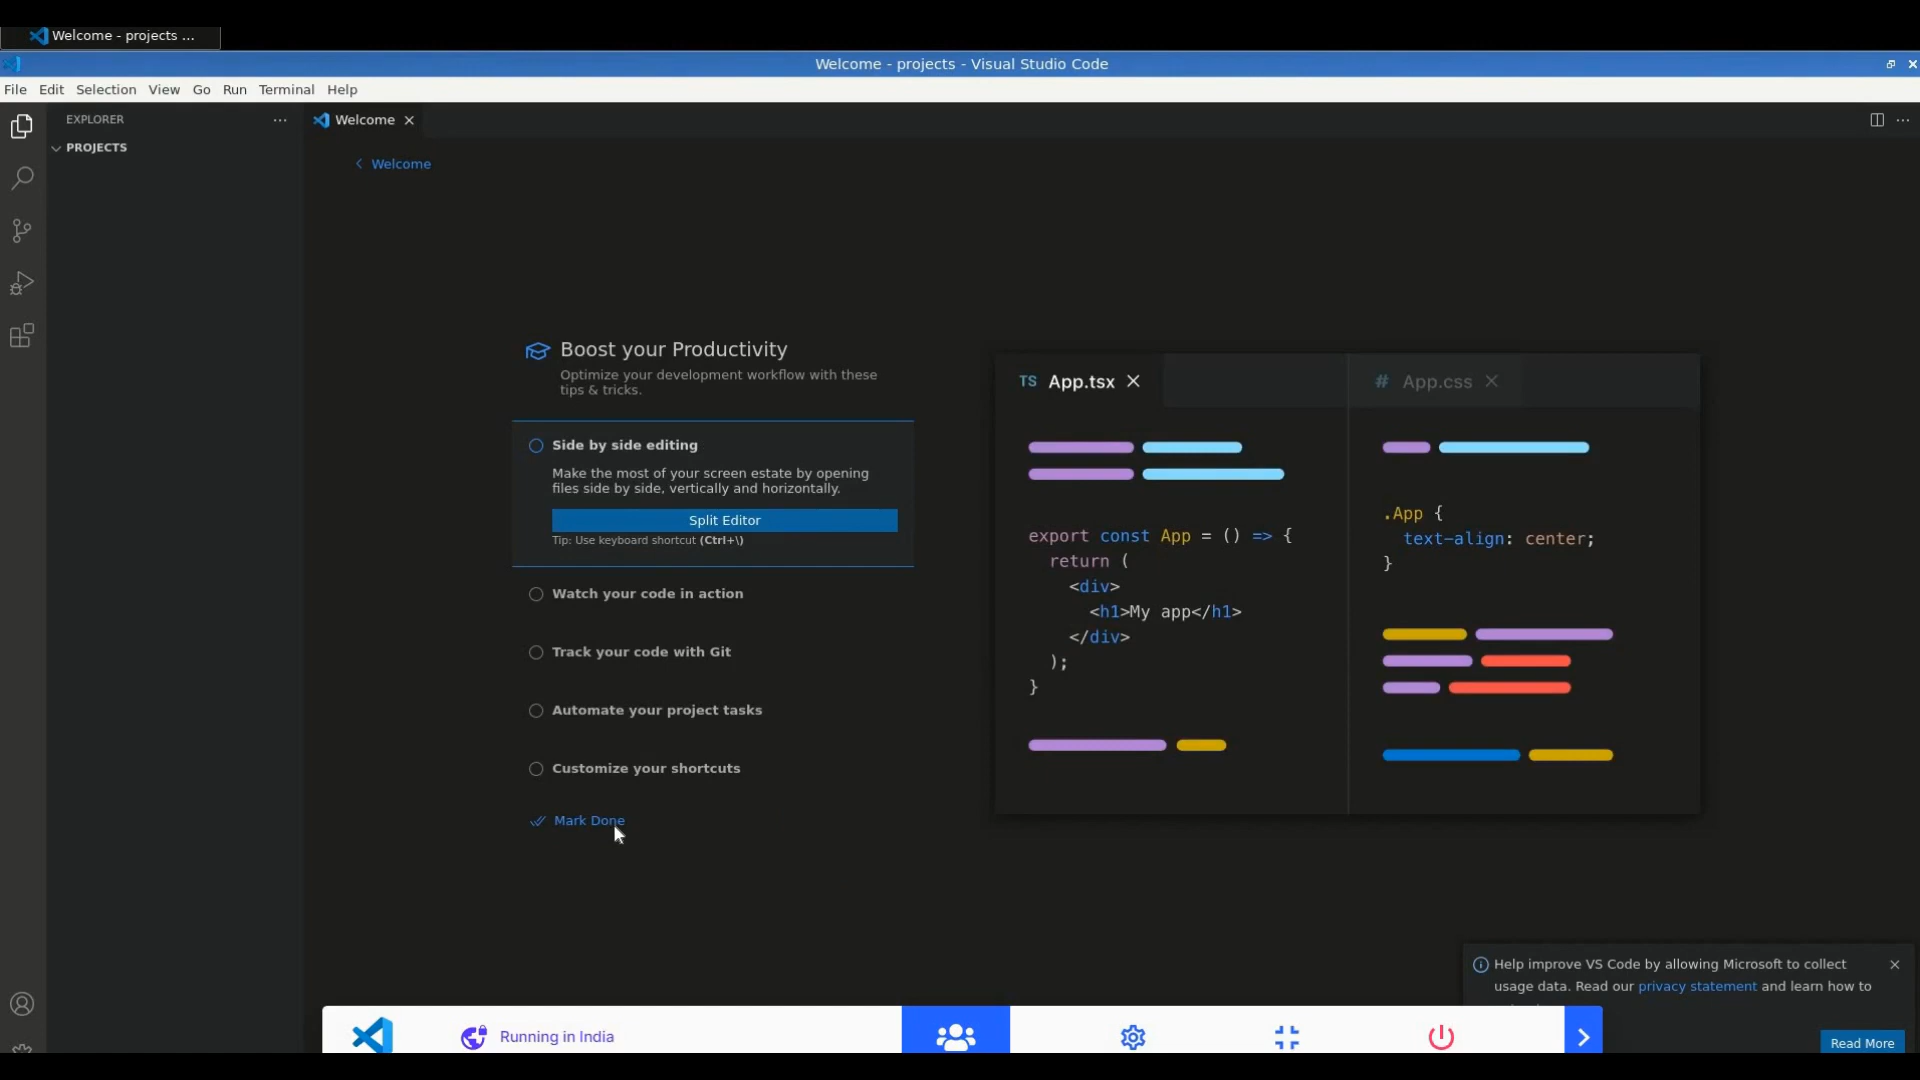 Welcome - projects ...
Welcome - projects - Visual Studio Code
File Edit Selection View Go Run Terminal Help
EXPLORER
PROJECTS
Welcome
Welcome
Boost your Productivity
Optimize your development workflow with these
tips & tricks.
Side by side editing
Make the most of your screen estate by opening
files side by side, vertically and horizontally.
Split Editor
Tip: Use keyboard shortcut (Ctrl+\)
Watch your code in action
Track your code with Git
Automate your project tasks
Customize your shortcuts
Mark Done
TS App.tsx
export const App = () => {
return (
<div>
<h1>My app</h1>
</div>
);
}
# App.css
.App {
text-align: center;
}
Help improve VS Code by allowing Microsoft to collect
usage data. Read our privacy statement and learn how to
Read More
Running in India